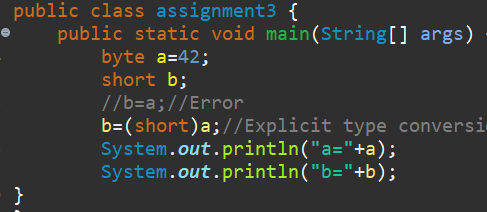 public class assignment3 {
public static void main(String[] args)
byte a=42;
short b;
//b=a;//Error
b=(short)a;//Explicit type conversi
System.out.println("a="+a);
System.out.println("b="+b);
}